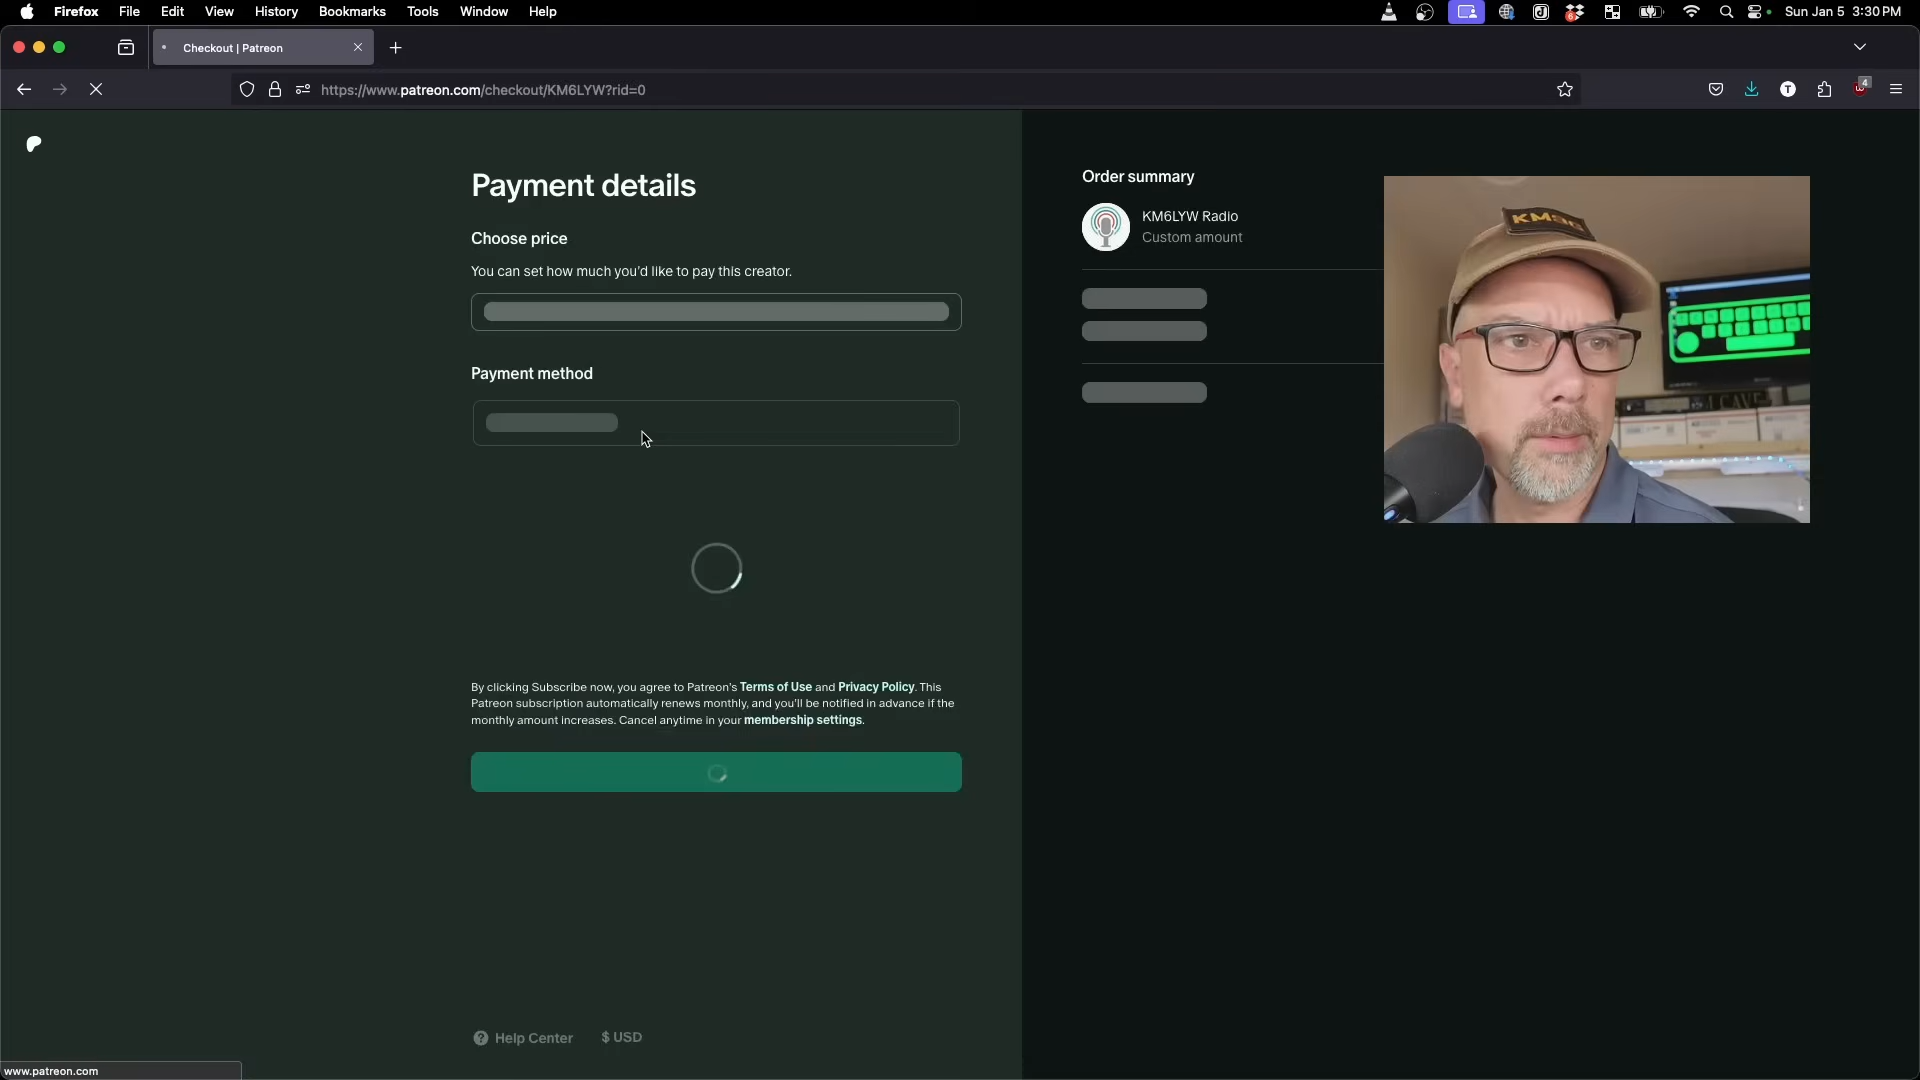 Firefox File Edit View History Bookmarks Tools Window Help
6
Sun Jan 5 3:30 PM
Checkout | Patreon
https://www.patreon.com/checkout/KM6LYW?rid=0
T
4
Payment details
Choose price
You can set how much you'd like to pay this creator.
Payment method
By clicking Subscribe now, you agree to Patreon's Terms of Use and Privacy Policy. This
Patreon subscription automatically renews monthly, and you'll be notified in advance if the
monthly amount increases. Cancel anytime in your membership settings.
Help Center $ USD
www.patreon.com
Order summary
KM6LYW Radio
Custom amount